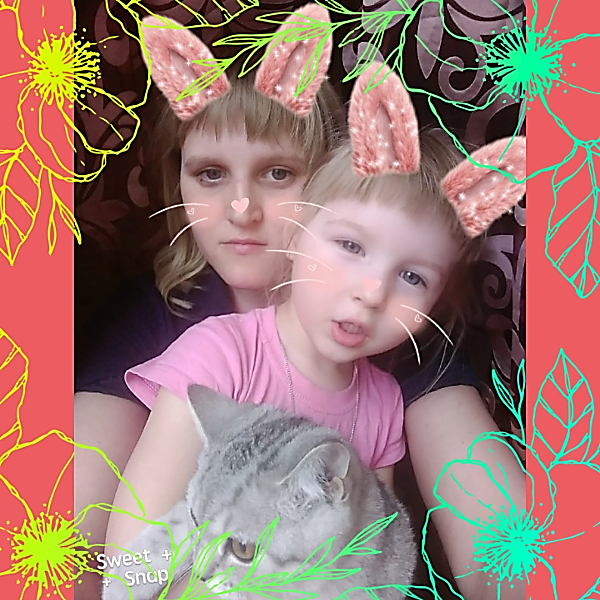 Sweet +
+ Snap